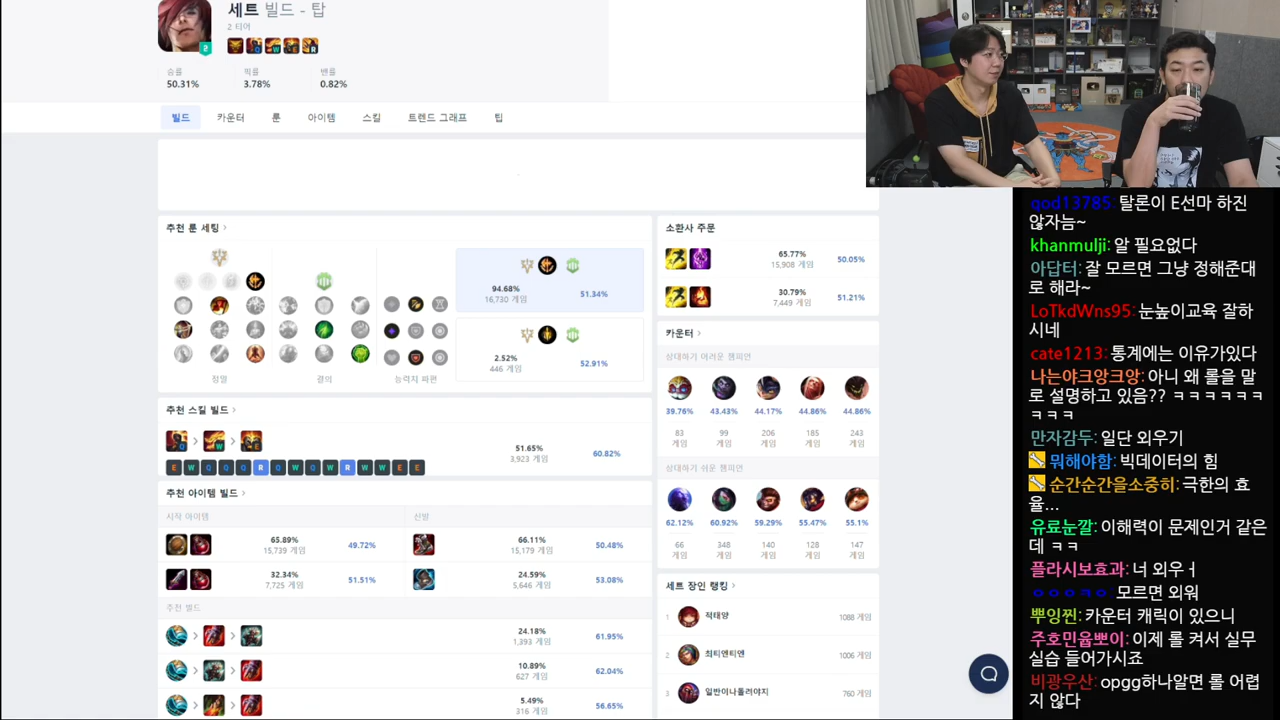 세트 빌드 - 탑
2 티어
2
Q W E R
승률 픽률 밴률
50.31% 3.78% 0.82%
빌드 카운터 룬 아이템 스킬 트렌드 그래프 팁
추천 룬 세팅 >
94.68%
16,730 게임
51.34%
2.52%
446 게임
52.91%
정밀 결의 능력치 파편
추천 스킬 빌드 >
Q > W > E
E W Q Q Q R Q W Q W R W W E E
51.65%
3,923 게임
60.82%
추천 아이템 빌드 >
시작 아이템 신발
65.89%
15,739 게임
49.72%
66.11%
15,179 게임
50.48%
32.34%
7,725 게임
51.51%
24.59%
5,646 게임
53.08%
추천 빌드
24.18%
1,393 게임
61.95%
10.89%
627 게임
62.04%
5.49%
316 게임
56.65%
소환사 주문
65.77%
15,908 게임
50.05%
30.79%
7,449 게임
51.21%
카운터 >
상대하기 어려운 챔피언
39.76% 43.43% 44.17% 44.86% 44.86%
83 99 206 185 243
게임 게임 게임 게임 게임
상대하기 쉬운 챔피언
62.12% 60.92% 59.29% 55.47% 55.1%
66 348 140 128 147
게임 게임 게임 게임 게임
세트 장인 랭킹 >
1 적태양 1088 게임
2 최티앤티엔 1006 게임
3 일반이나돌려야지 760 게임
god13785: 탈론이 E선마 하진
않자늠~
khanmulji: 알 필요없다
아답터: 잘 모르면 그냥 정해준대
로 해라~
LoTkdWns95: 눈높이교육 잘하
시네
cate1213: 통계에는 이유가있다
나는야크앙크앙: 아니 왜 롤을 말
로 설명하고 있음?? ㅋㅋㅋㅋㅋㅋ
ㅋㅋㅋㅋ
만자감두: 일단 외우기
뭐해야함: 빅데이터의 힘
순간순간을소중히: 극한의 효
율...
유료눈깔: 이해력이 문제인거 같은
데 ㅋㅋ
플라시보효과: 너 외우ㅓ
ㅇㅇㅇㅋㅇ: 모르면 외워
뿌잉찐: 카운터 캐릭이 있으니
주호민윱뽀이: 이제 롤 켜서 실무
실습 들어가시죠
비광우산: opgg하나알면 롤 어렵
지 않다